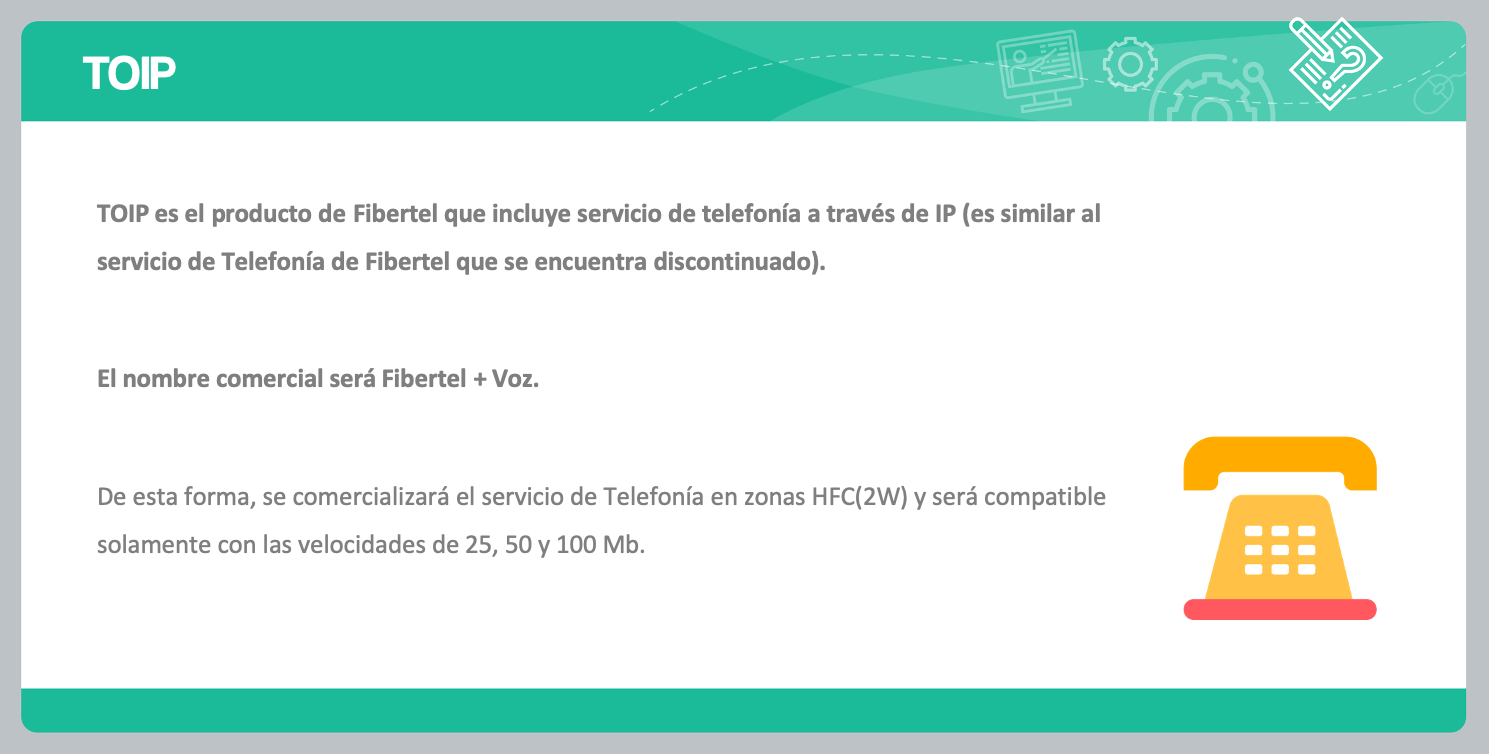 TOIP
TOIP es el producto de Fibertel que incluye servicio de telefonía a través de IP (es similar al
servicio de Telefonía de Fibertel que se encuentra discontinuado).
El nombre comercial será Fibertel + Voz.
De esta forma, se comercializará el servicio de Telefonía en zonas HFC(2W) y será compatible
solamente con las velocidades de 25, 50 y 100 Mb.